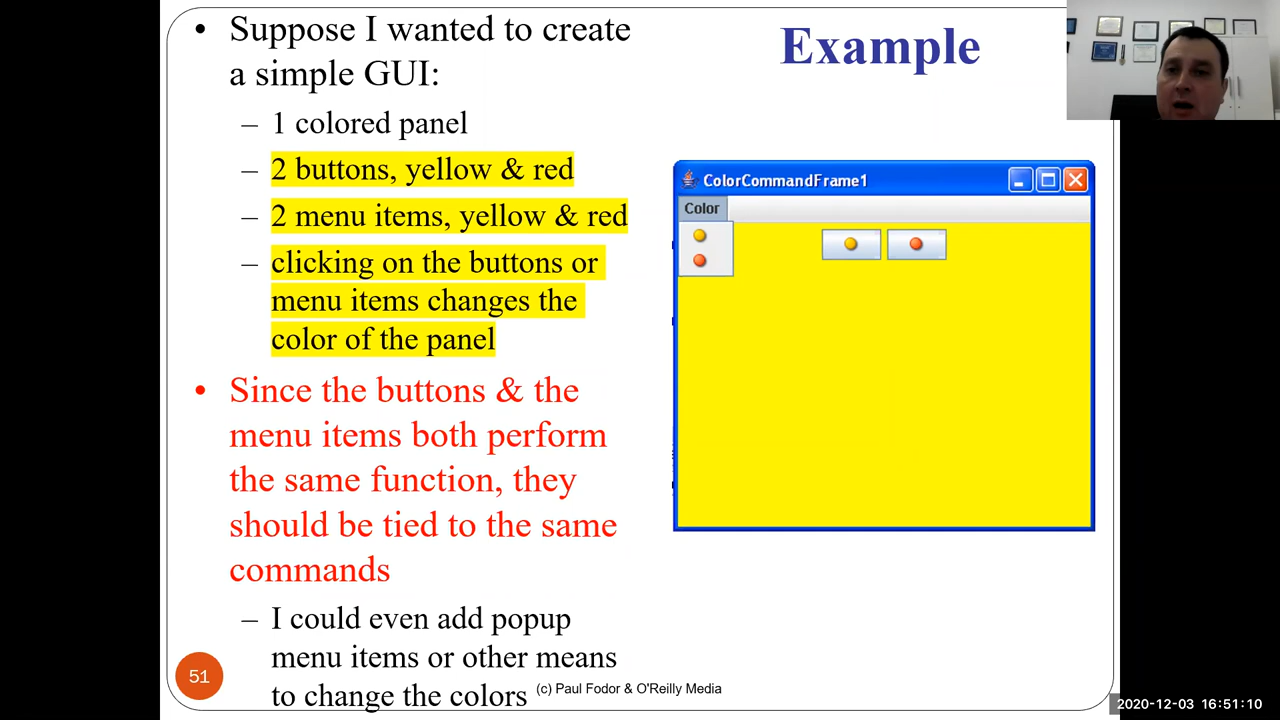 • Suppose I wanted to create
a simple GUI:
– 1 colored panel
– 2 buttons, yellow & red
– 2 menu items, yellow & red
– clicking on the buttons or
menu items changes the
color of the panel
• Since the buttons & the
menu items both perform
the same function, they
should be tied to the same
commands
– I could even add popup
menu items or other means
to change the colors
Example
ColorCommandFrame1
Color
51
(c) Paul Fodor & O'Reilly Media
2020-12-03 16:51:10